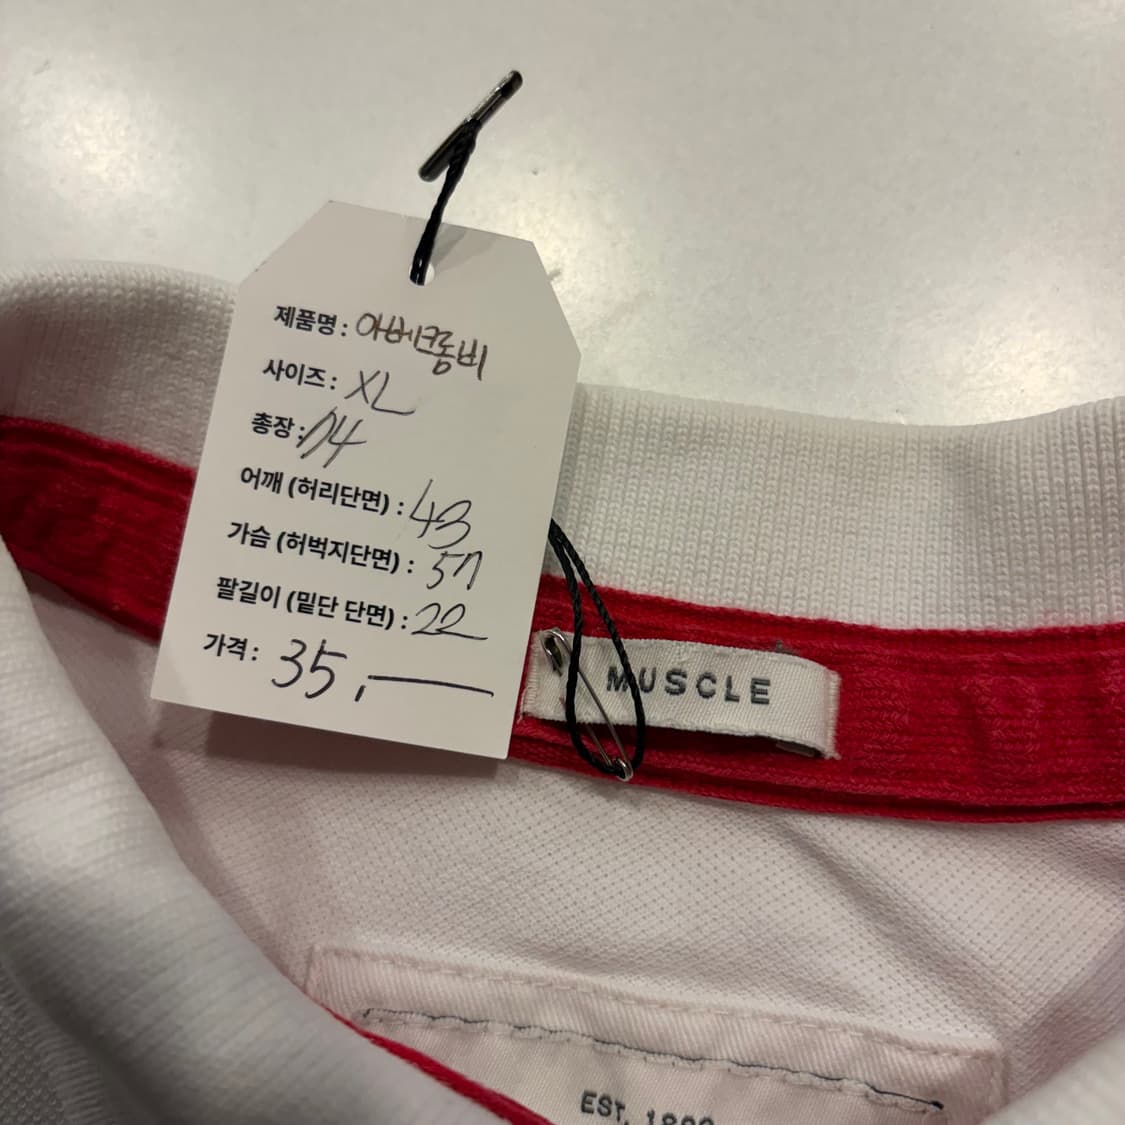 제품명: 아베크롬비
사이즈: XL
총장: 74
어깨 (허리단면) : 43
가슴 (허벅지단면) : 57
팔길이 (밑단 단면) : 22
가격: 35,
MUSCLE
EST. 1892